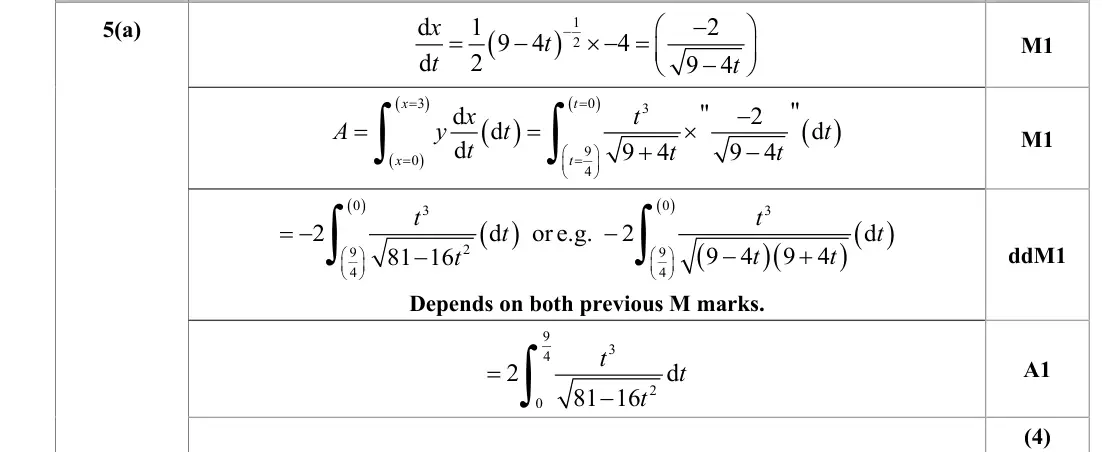 5(a)
dx/dt = 1/2 (9 − 4t)^(−1/2) × −4 = ( −2/√(9 − 4t) ) M1
A = ∫_(x=0)^(x=3) y dx/dt (dt) = ∫_(t=9/4)^(t=0) t³/√(9 + 4t) × " −2/√(9 − 4t) " (dt) M1
= −2 ∫_(9/4)^(0) t³/√(81 − 16t²) (dt) or e.g. −2 ∫_(9/4)^(0) t³/√((9 − 4t)(9 + 4t)) (dt) ddM1
Depends on both previous M marks.
= 2 ∫_0^(9/4) t³/√(81 − 16t²) dt A1
(4)